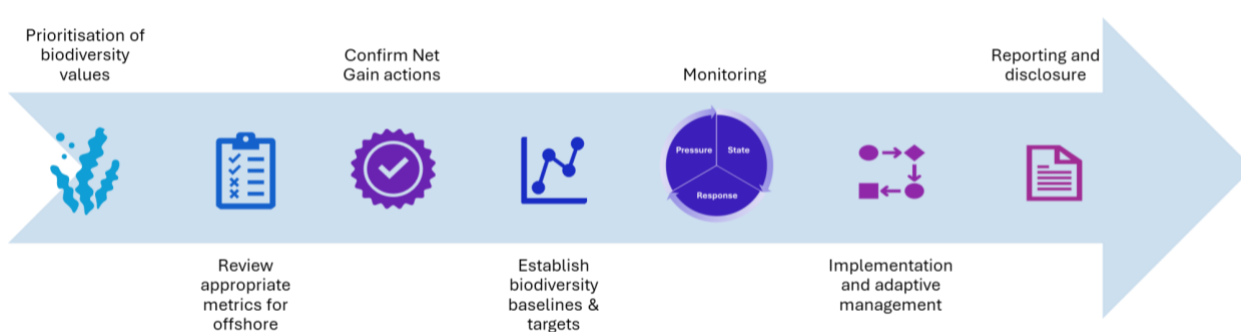 Prioritisation of
biodiversity
values
Review
appropriate
metrics for
offshore
Confirm Net
Gain actions
Establish
biodiversity
baselines &
targets
Monitoring
Pressure
State
Response
Implementation
and adaptive
management
Reporting and
disclosure